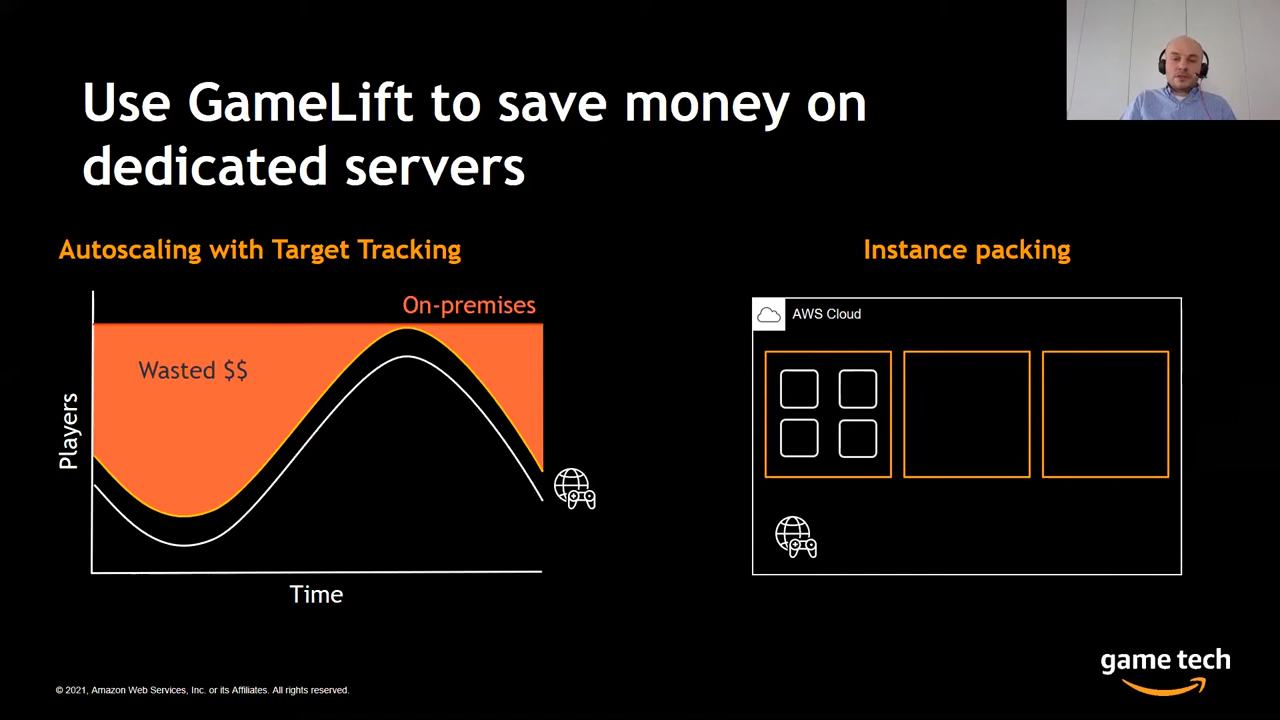 Use GameLift to save money on
dedicated servers
Autoscaling with Target Tracking
Instance packing
On-premises
Wasted $$
Players
Time
AWS Cloud
© 2021, Amazon Web Services, Inc. or its Affiliates. All rights reserved.
game tech